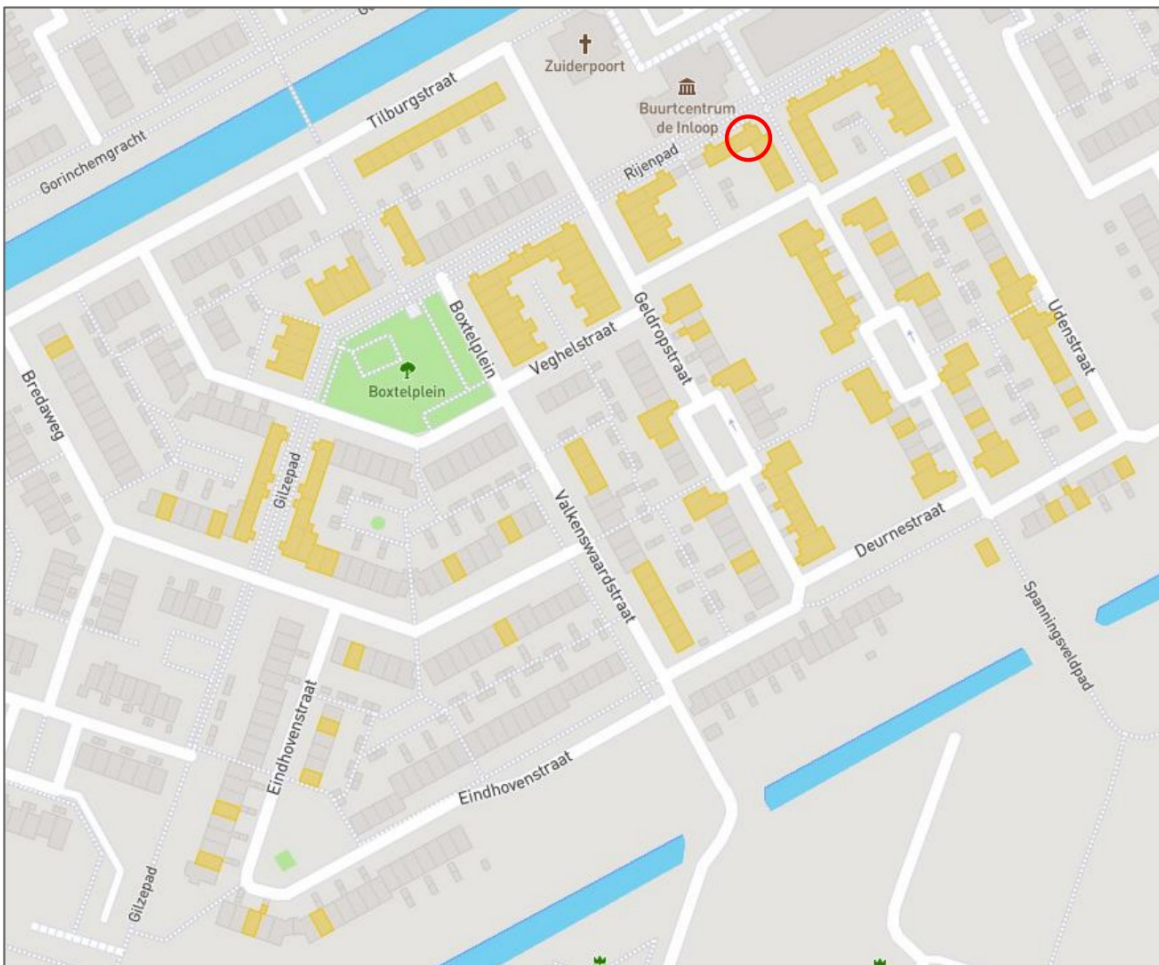 Zuiderpoort
Tilburgstraat
Buurtcentrum
de Inloop
Gorinchemgracht
Rijenpad
Boxtelplein
Geldropstraat
Udenstraat
Veghelstraat
Boxtelplein
Bredaweg
Gilzepad
Valkenswaardstraat
Deurnestraat
Spanningsveldpad
Eindhovenstraat
Eindhovenstraat
Gilzepad